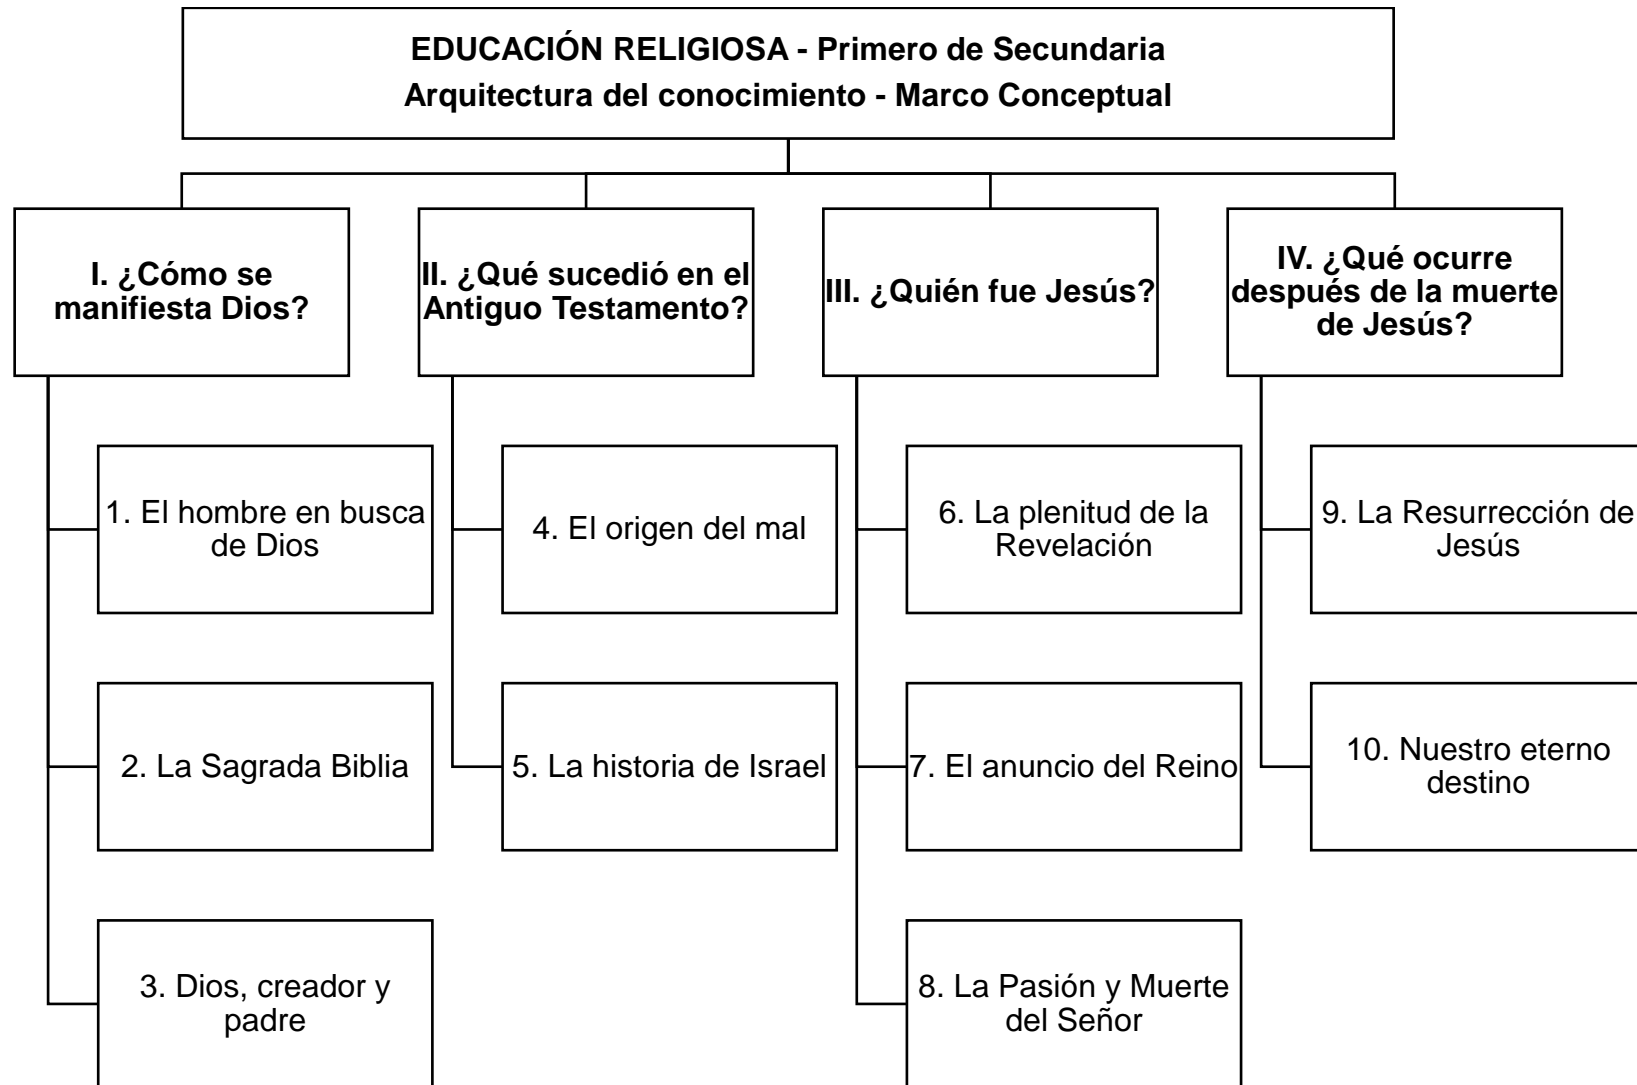 EDUCACIÓN RELIGIOSA - Primero de Secundaria
Arquitectura del conocimiento - Marco Conceptual
I. ¿Cómo se
manifiesta Dios?
1. El hombre en busca
de Dios
2. La Sagrada Biblia
3. Dios, creador y
padre
II. ¿Qué sucedió en el
Antiguo Testamento?
4. El origen del mal
5. La historia de Israel
III. ¿Quién fue Jesús?
6. La plenitud de la
Revelación
7. El anuncio del Reino
8. La Pasión y Muerte
del Señor
IV. ¿Qué ocurre
después de la muerte
de Jesús?
9. La Resurrección de
Jesús
10. Nuestro eterno
destino